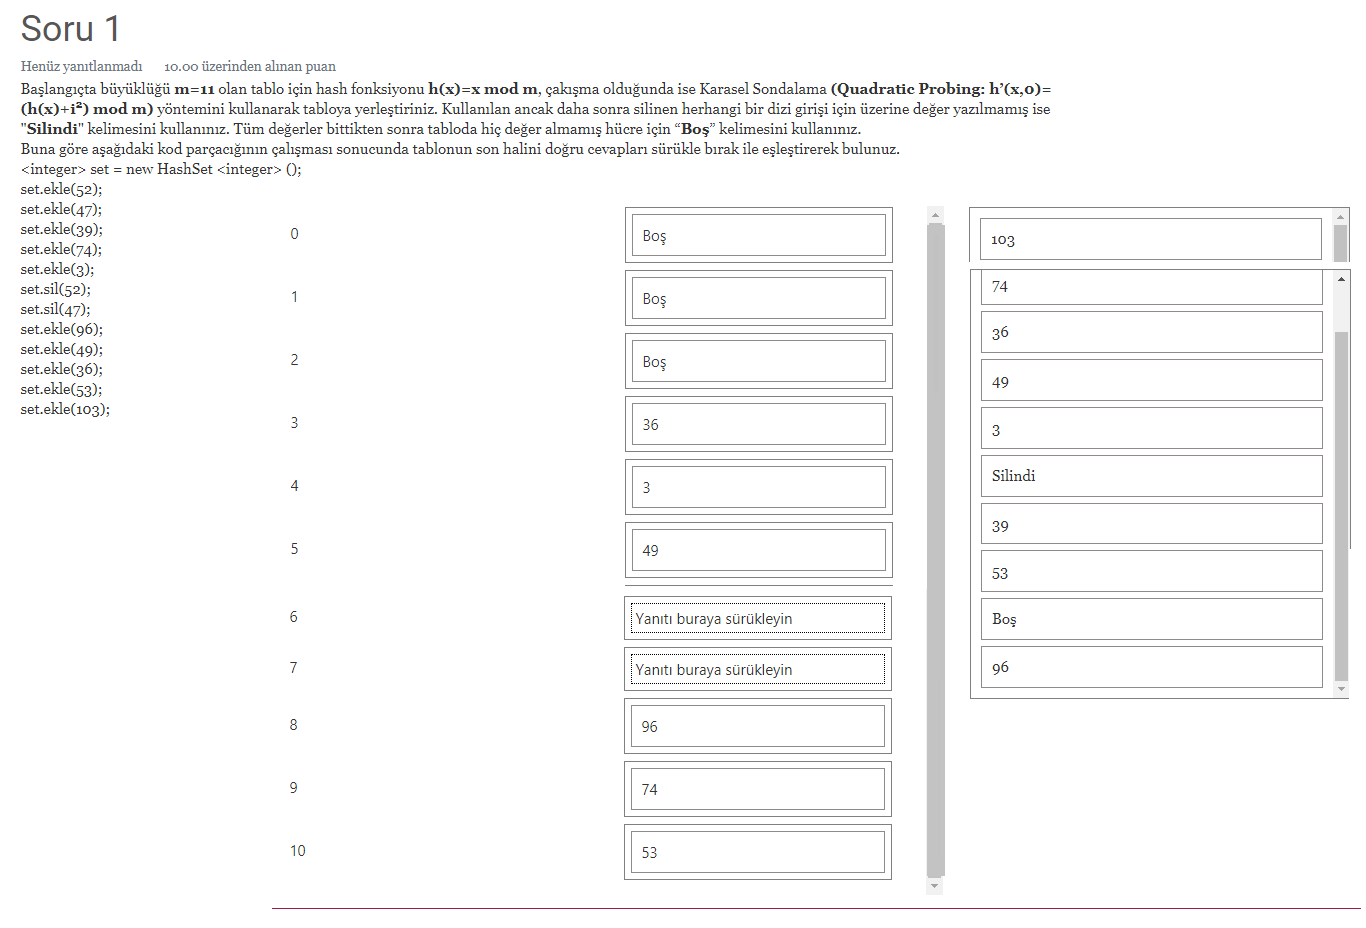 Soru 1
Henüz yanıtlanmadı 10.00 üzerinden alınan puan
Başlangıçta büyüklüğü m=11 olan tablo için hash fonksiyonu h(x)=x mod m, çakışma olduğunda ise Karasel Sondalama (Quadratic Probing: h’(x,0)=
(h(x)+i²) mod m) yöntemini kullanarak tabloya yerleştiriniz. Kullanılan ancak daha sonra silinen herhangi bir dizi girişi için üzerine değer yazılmamış ise
"Silindi" kelimesini kullanınız. Tüm değerler bittikten sonra tabloda hiç değer almamış hücre için “Boş” kelimesini kullanınız.
Buna göre aşağıdaki kod parçacığının çalışması sonucunda tablonun son halini doğru cevapları sürükle bırak ile eşleştirerek bulunuz.
<integer> set = new HashSet <integer> ();
set.ekle(52);
set.ekle(47);
set.ekle(39);
set.ekle(74);
set.ekle(3);
set.sil(52);
set.sil(47);
set.ekle(96);
set.ekle(49);
set.ekle(36);
set.ekle(53);
set.ekle(103);
0 Boş
1 Boş
2 Boş
3 36
4 3
5 49
6 Yanıtı buraya sürükleyin
7 Yanıtı buraya sürükleyin
8 96
9 74
10 53
103
74
36
49
3
Silindi
39
53
Boş
96